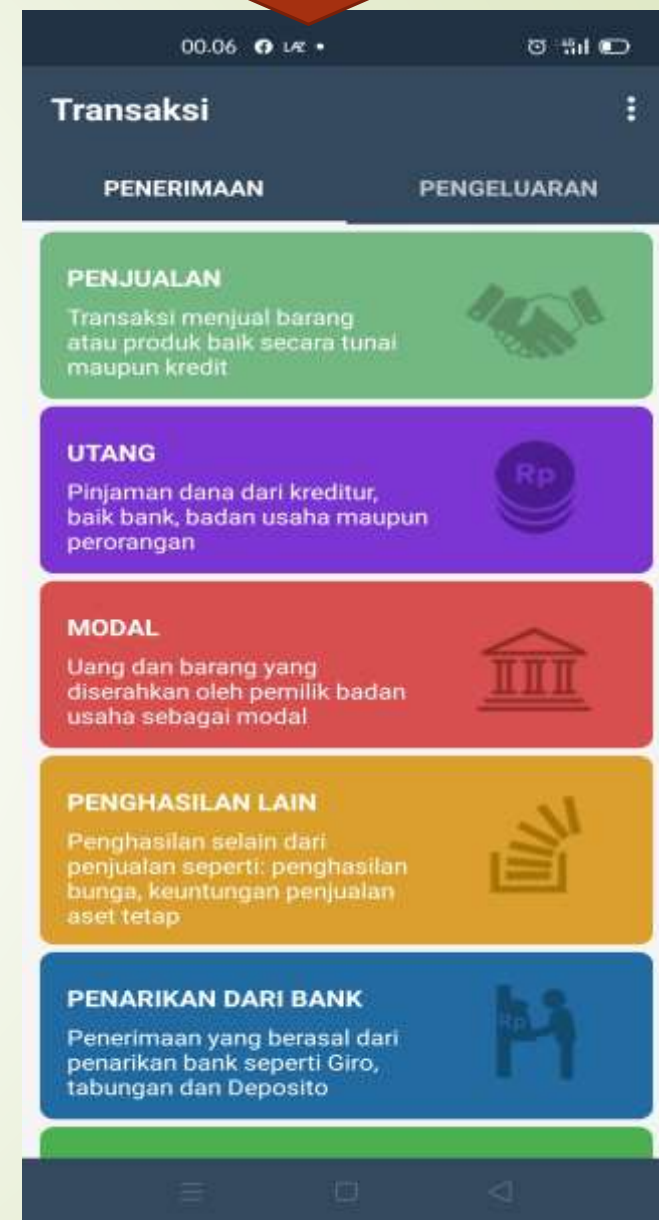 00.06
Transaksi
PENERIMAAN PENGELUARAN
PENJUALAN
Transaksi menjual barang
atau produk baik secara tunai
maupun kredit
UTANG
Pinjaman dana dari kreditur,
baik bank, badan usaha maupun
perorangan
Rp
MODAL
Uang dan barang yang
diserahkan oleh pemilik badan
usaha sebagai modal
PENGHASILAN LAIN
Penghasilan selain dari
penjualan seperti: penghasilan
bunga, keuntungan penjualan
aset tetap
PENARIKAN DARI BANK
Penerimaan yang berasal dari
penarikan bank seperti Giro,
tabungan dan Deposito
Rp